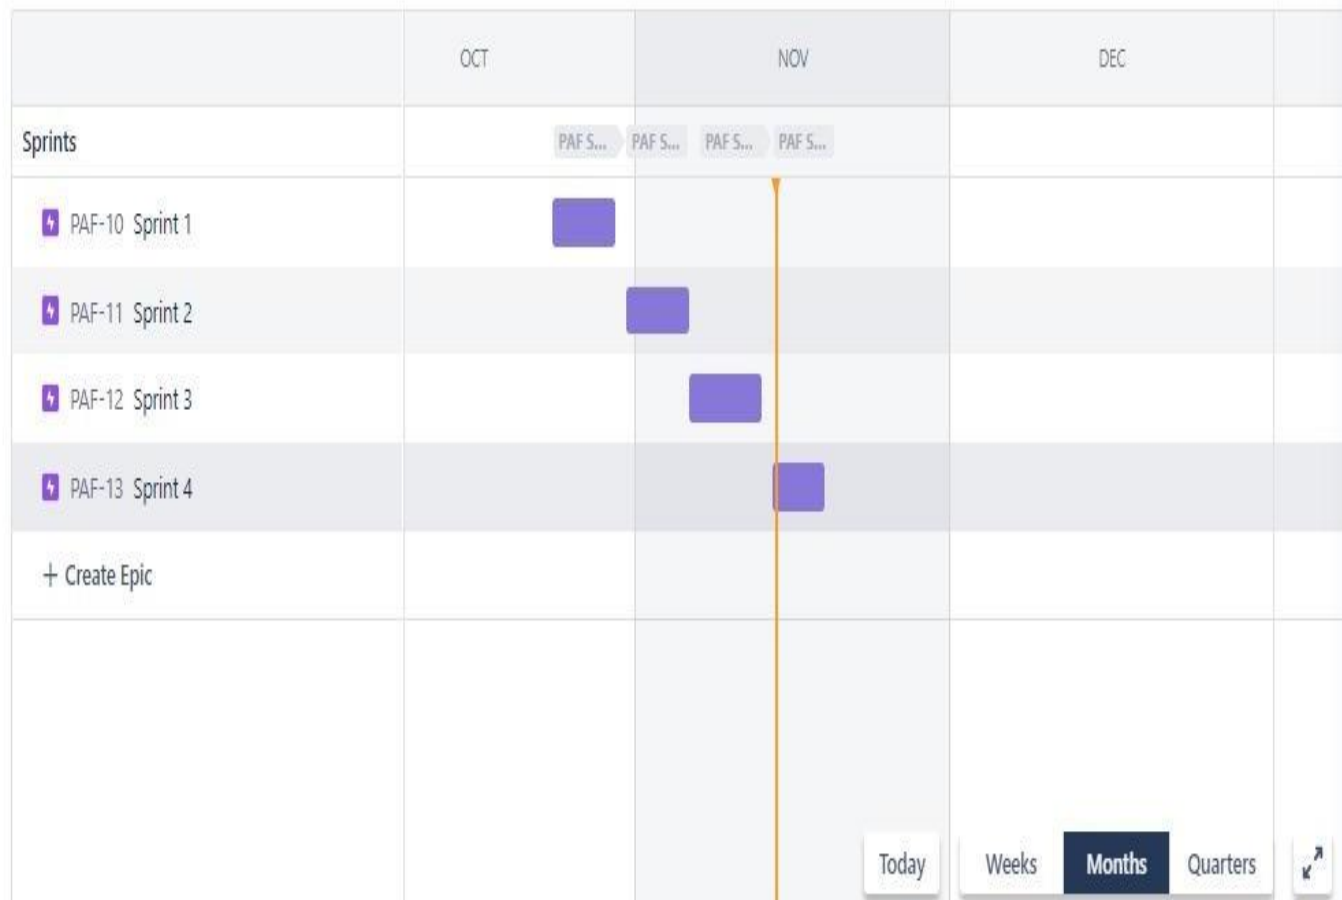 OCT NOV DEC
Sprints PAF S... PAF S... PAF S... PAF S...
PAF-10 Sprint 1
PAF-11 Sprint 2
PAF-12 Sprint 3
PAF-13 Sprint 4
+ Create Epic
Today Weeks Months Quarters